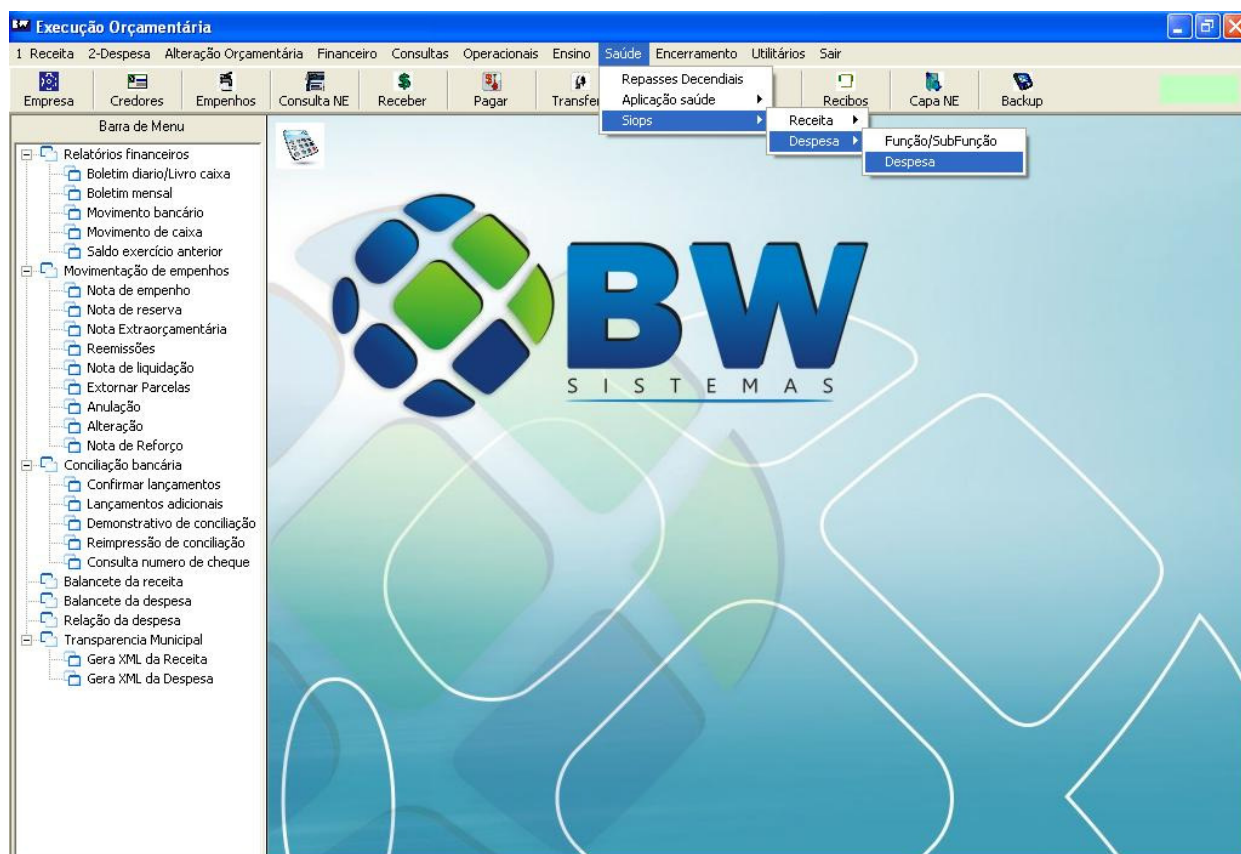 BW Execução Orçamentária
1 Receita 2-Despesa Alteração Orçamentária Financeiro Consultas Operacionais Ensino Saúde Encerramento Utilitários Sair
Empresa Credores Empenhos Consulta NE Receber Pagar Transfe Recibos Capa NE Backup
Repasses Decendiais
Aplicação saúde
Siops
Receita
Despesa
Função/SubFunção
Despesa
Barra de Menu
Relatórios financeiros
Boletim diario/Livro caixa
Boletim mensal
Movimento bancário
Movimento de caixa
Saldo exercício anterior
Movimentação de empenhos
Nota de empenho
Nota de reserva
Nota Extraorçamentária
Reemissões
Nota de liquidação
Extornar Parcelas
Anulação
Alteração
Nota de Reforço
Conciliação bancária
Confirmar lançamentos
Lançamentos adicionais
Demonstrativo de conciliação
Reimpressão de conciliação
Consulta numero de cheque
Balancete da receita
Balancete da despesa
Relação da despesa
Transparencia Municipal
Gera XML da Receita
Gera XML da Despesa
BW
SISTEMAS